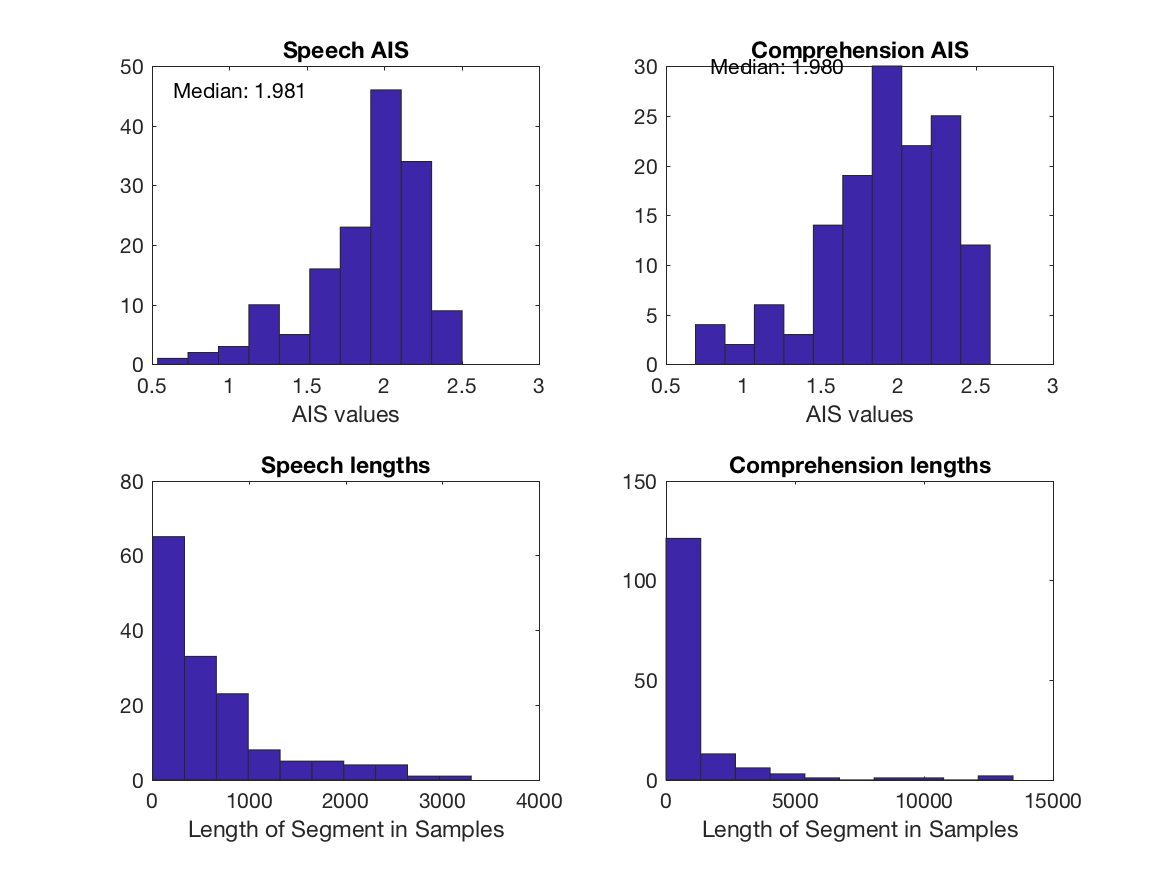 Speech AIS
Median: 1.981
50
40
30
20
10
0
0.5 1 1.5 2 2.5 3
AIS values
Comprehension AIS
Median: 1.980
30
25
20
15
10
5
0
0.5 1 1.5 2 2.5 3
AIS values
Speech lengths
80
60
40
20
0
0 1000 2000 3000 4000
Length of Segment in Samples
Comprehension lengths
150
100
50
0
0 5000 10000 15000
Length of Segment in Samples